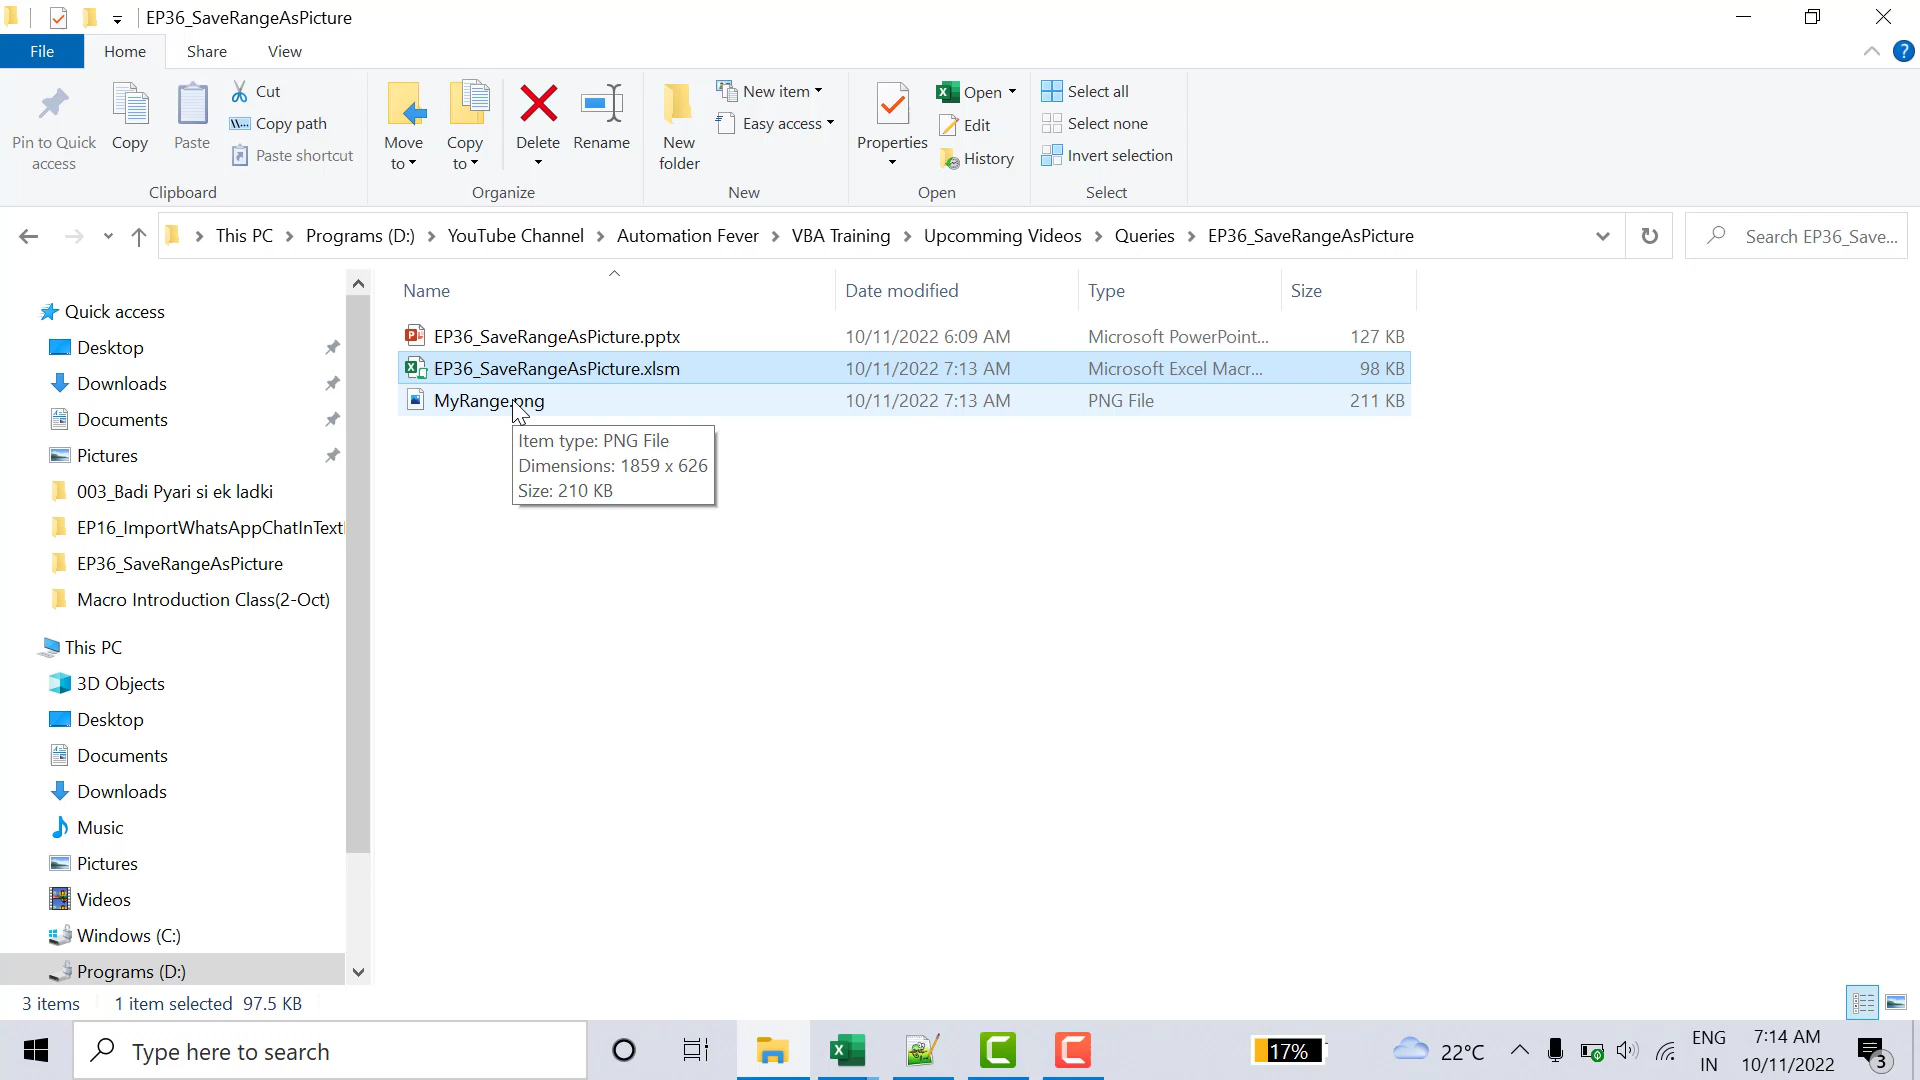 EP36_SaveRangeAsPicture
File Home Share View
Pin to Quick access
Copy
Paste
Cut
Copy path
Paste shortcut
Clipboard
Move to
Copy to
Delete
Rename
Organize
New folder
New item
Easy access
New
Properties
Open
Edit
History
Open
Select all
Select none
Invert selection
Select
This PC > Programs (D:) > YouTube Channel > Automation Fever > VBA Training > Upcomming Videos > Queries > EP36_SaveRangeAsPicture
Search EP36_Save...
Name Date modified Type Size
EP36_SaveRangeAsPicture.pptx 10/11/2022 6:09 AM Microsoft PowerPoint... 127 KB
EP36_SaveRangeAsPicture.xlsm 10/11/2022 7:13 AM Microsoft Excel Macr... 98 KB
MyRange.png 10/11/2022 7:13 AM PNG File 211 KB
Item type: PNG File
Dimensions: 1859 x 626
Size: 210 KB
Quick access
Desktop
Downloads
Documents
Pictures
003_Badi Pyari si ek ladki
EP16_ImportWhatsAppChatInText
EP36_SaveRangeAsPicture
Macro Introduction Class(2-Oct)
This PC
3D Objects
Desktop
Documents
Downloads
Music
Pictures
Videos
Windows (C:)
Programs (D:)
3 items 1 item selected 97.5 KB
Type here to search
17%
22°C
ENG
IN
7:14 AM
10/11/2022
3